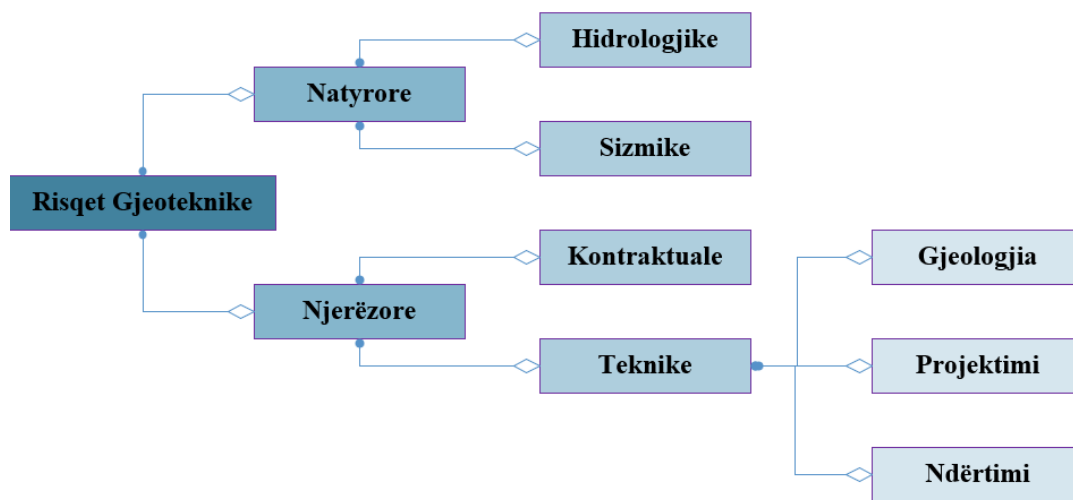 Risqet Gjeoteknike
Natyrore
Hidrologjike
Sizmike
Njerëzore
Kontraktuale
Teknike
Gjeologjia
Projektimi
Ndërtimi